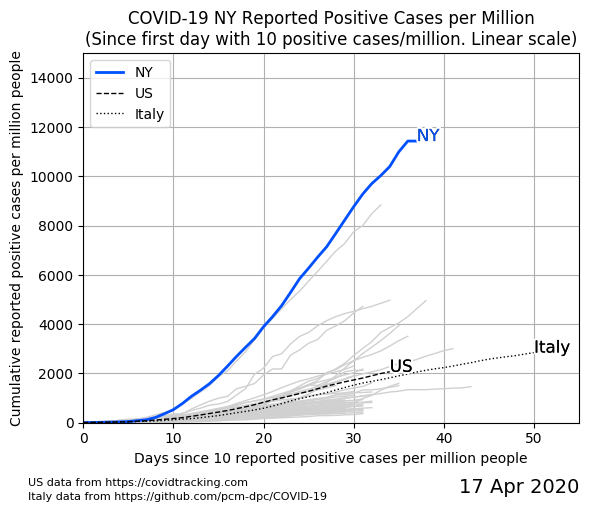 COVID-19 NY Reported Positive Cases per Million
(Since first day with 10 positive cases/million. Linear scale)
Cumulative reported positive cases per million people
14000
12000
10000
8000
6000
4000
2000
0
NY
US
Italy
NY
US
Italy
0 10 20 30 40 50
Days since 10 reported positive cases per million people
US data from https://covidtracking.com
Italy data from https://github.com/pcm-dpc/COVID-19
17 Apr 2020